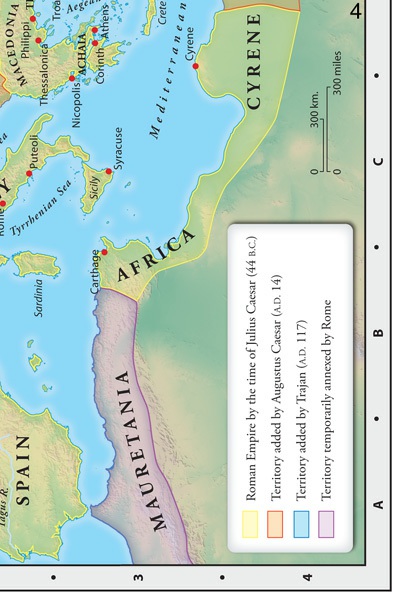 MACEDONIA
Philippi
Troa
Aegean
Thessalonica
Nicopolis
ACHAIA
Athens
Corinth
Crete
Rome
Puteoli
Tyrrhenian Sea
Sicily
Syracuse
Mediterranean
Cyrene
CYRENE
Sardinia
Carthage
AFRICA
Tagus R.
SPAIN
MAURETANIA
0 300 km.
0 300 miles
Roman Empire by the time of Julius Caesar (44 B.C.)
Territory added by Augustus Caesar (A.D. 14)
Territory added by Trajan (A.D. 117)
Territory temporarily annexed by Rome
A
B
C
3
4
4